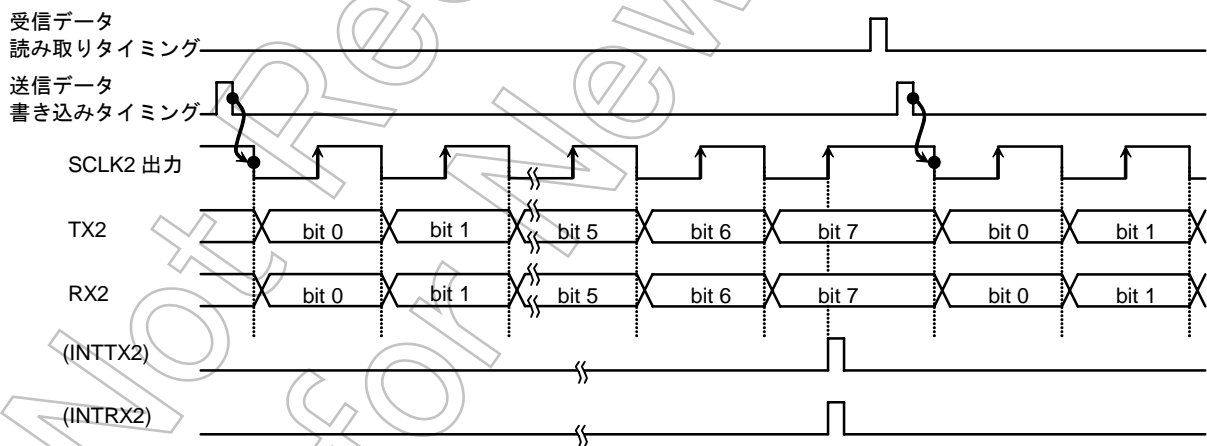 受信データ
読み取りタイミング
送信データ
書き込みタイミング
SCLK2 出力
TX2 bit 0 bit 1 bit 5 bit 6 bit 7 bit 0 bit 1
RX2 bit 0 bit 1 bit 5 bit 6 bit 7 bit 0 bit 1
(INTTX2)
(INTRX2)